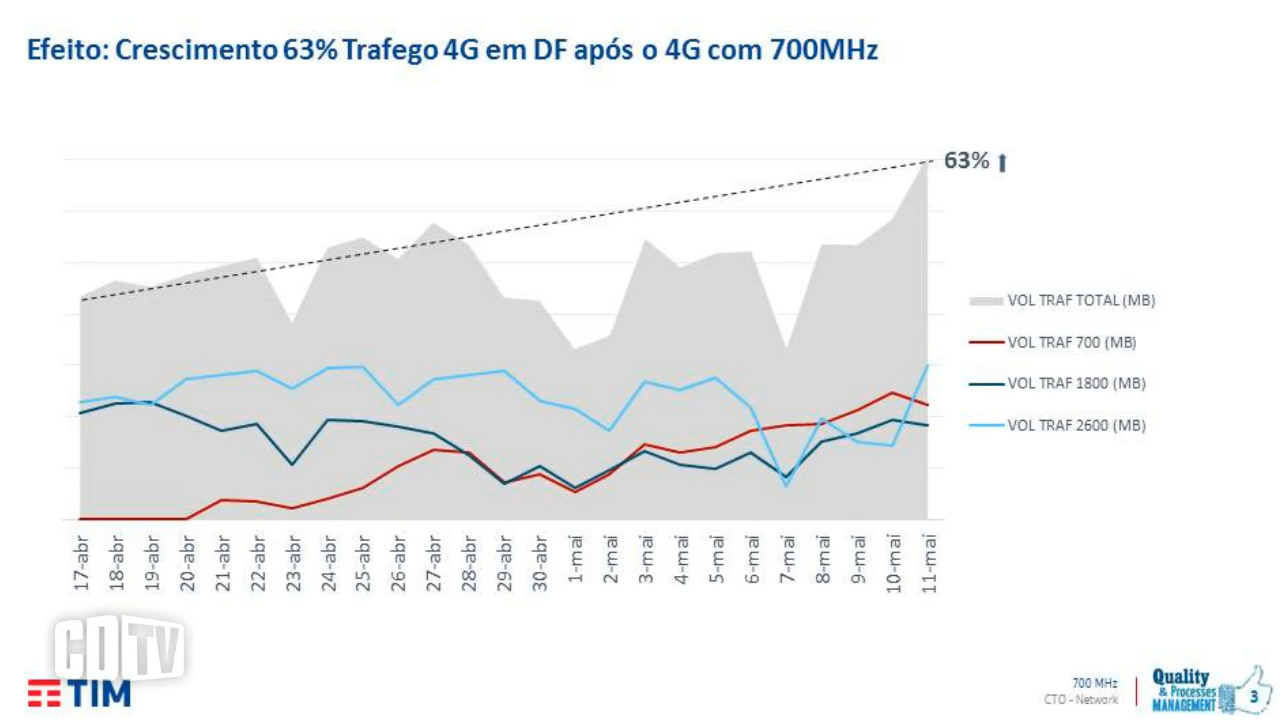 Efeito: Crescimento 63% Trafego 4G em DF após o 4G com 700MHz
63%
VOL TRAF TOTAL (MB)
VOL TRAF 700 (MB)
VOL TRAF 1800 (MB)
VOL TRAF 2600 (MB)
17-abr
18-abr
19-abr
20-abr
21-abr
22-abr
23-abr
24-abr
25-abr
26-abr
27-abr
28-abr
29-abr
30-abr
1-mai
2-mai
3-mai
4-mai
5-mai
6-mai
7-mai
8-mai
9-mai
10-mai
11-mai
CDTV
TIM
700 MHz
CTO - Network
Quality
& Processes
MANAGEMENT
3